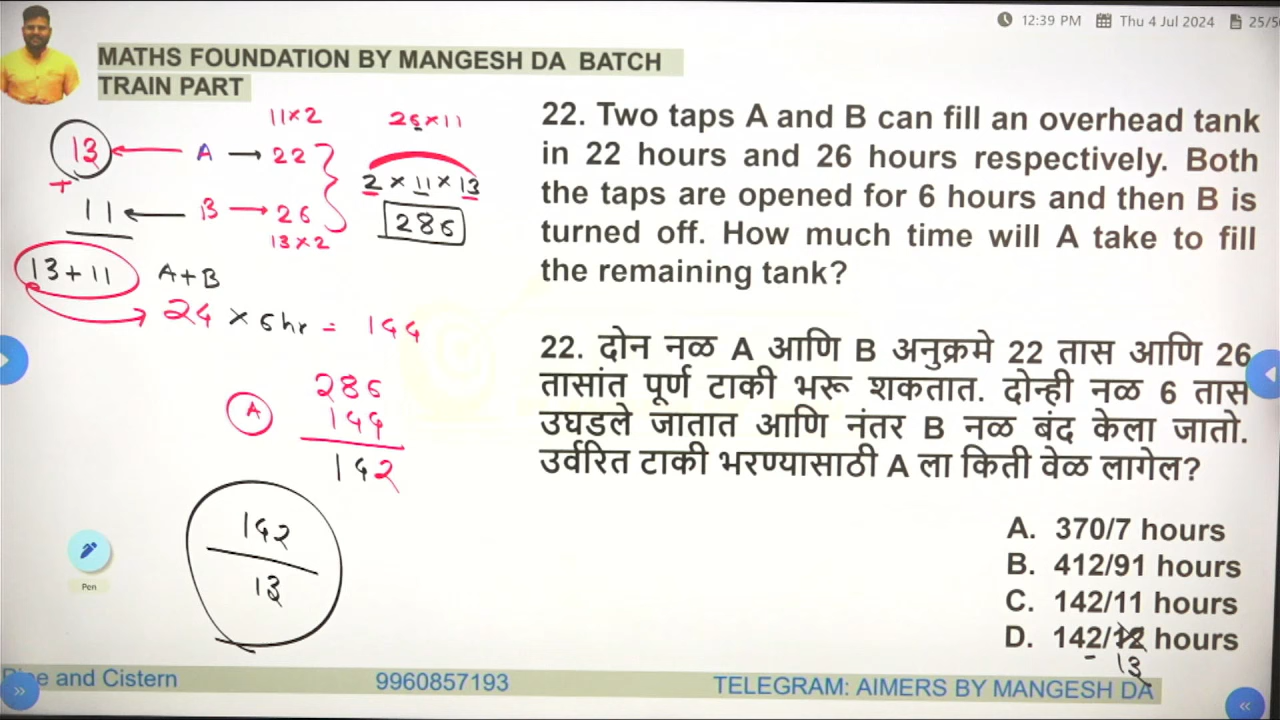 12:39 PM Thu 4 Jul 2024 25/5
MATHS FOUNDATION BY MANGESH DA BATCH
TRAIN PART
11×2
26×11
13 ← A → 22
2 × 11 × 13
+
11 ← B → 26
286
13×2
13+11 A+B
24 × 6hr = 144
286
A
144
142
142
13
Pen
22. Two taps A and B can fill an overhead tank
in 22 hours and 26 hours respectively. Both
the taps are opened for 6 hours and then B is
turned off. How much time will A take to fill
the remaining tank?
22. दोन नळ A आणि B अनुक्रमे 22 तास आणि 26
तासांत पूर्ण टाकी भरू शकतात. दोन्ही नळ 6 तास
उघडले जातात आणि नंतर B नळ बंद केला जातो.
उर्वरित टाकी भरण्यासाठी A ला किती वेळ लागेल?
A. 370/7 hours
B. 412/91 hours
C. 142/11 hours
D. 142/12 hours
13
and Cistern 9960857193 TELEGRAM: AIMERS BY MANGESH DA